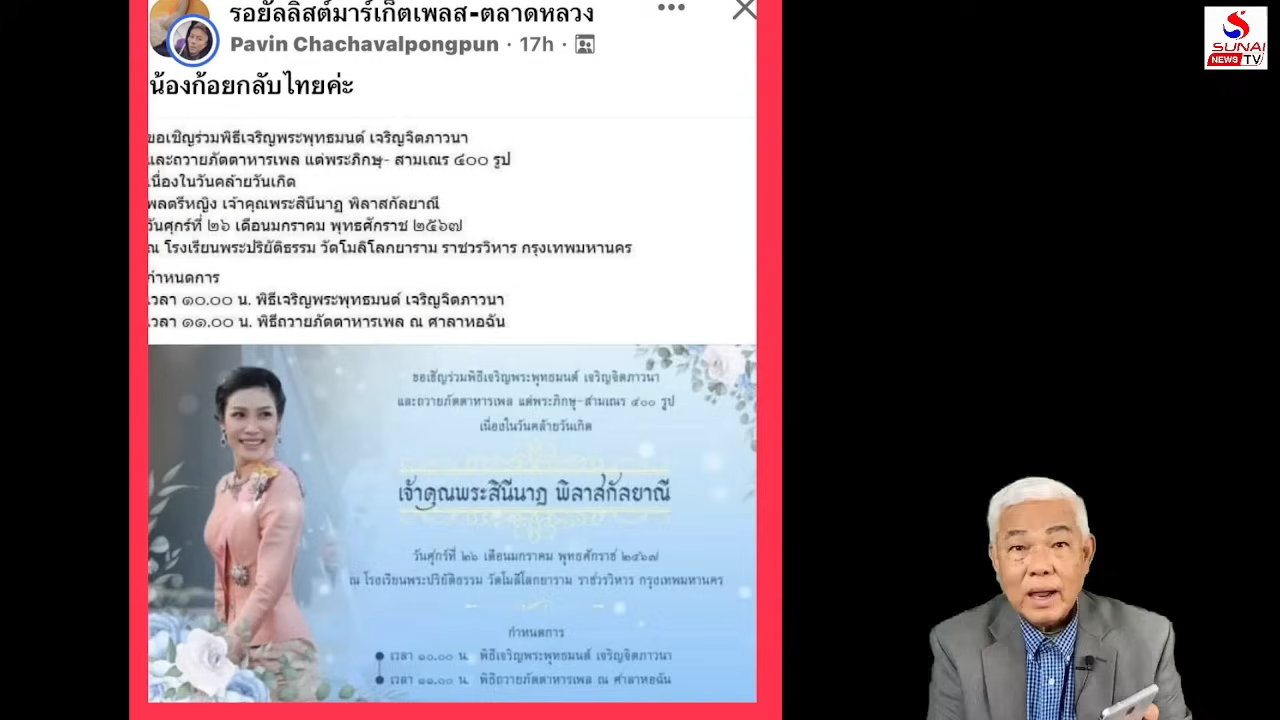 รอยัลลิสต์มาร์เก็ตเพลส-ตลาดหลวง
Pavin Chachavalpongpun · 17h ·
น้องก้อยกลับไทยค่ะ
ขอเชิญร่วมพิธีเจริญพระพุทธมนต์ เจริญจิตภาวนา
และถวายภัตตาหารเพล แด่พระภิกษุ- สามเณร ๔๐๐ รูป
เนื่องในวันคล้ายวันเกิด
พลตรีหญิง เจ้าคุณพระสินีนาฏ พิลาสกัลยาณี
วันศุกร์ที่ ๒๖ เดือนมกราคม พุทธศักราช ๒๕๖๗
ณ โรงเรียนพระปริยัติธรรม วัดโมลีโลกยาราม ราชวรวิหาร กรุงเทพมหานคร
กำหนดการ
เวลา ๑๐.๐๐ น. พิธีเจริญพระพุทธมนต์ เจริญจิตภาวนา
เวลา ๑๑.๐๐ น. พิธีถวายภัตตาหารเพล ณ ศาลาหอฉัน
ขอเชิญร่วมพิธีเจริญพระพุทธมนต์ เจริญจิตภาวนา
และถวายภัตตาหารเพล แด่พระภิกษุ-สามเณร ๔๐๐ รูป
เนื่องในวันคล้ายวันเกิด
เจ้าคุณพระสินีนาฏ พิลาสกัลยาณี
วันศุกร์ที่ ๒๖ เดือนมกราคม พุทธศักราช ๒๕๖๗
ณ โรงเรียนพระปริยัติธรรม วัดโมลีโลกยาราม ราชวรวิหาร กรุงเทพมหานคร
กำหนดการ
เวลา ๑๐.๐๐ น. พิธีเจริญพระพุทธมนต์ เจริญจิตภาวนา
เวลา ๑๑.๐๐ น. พิธีถวายภัตตาหารเพล ณ ศาลาหอฉัน
SUNAI
NEWS TV